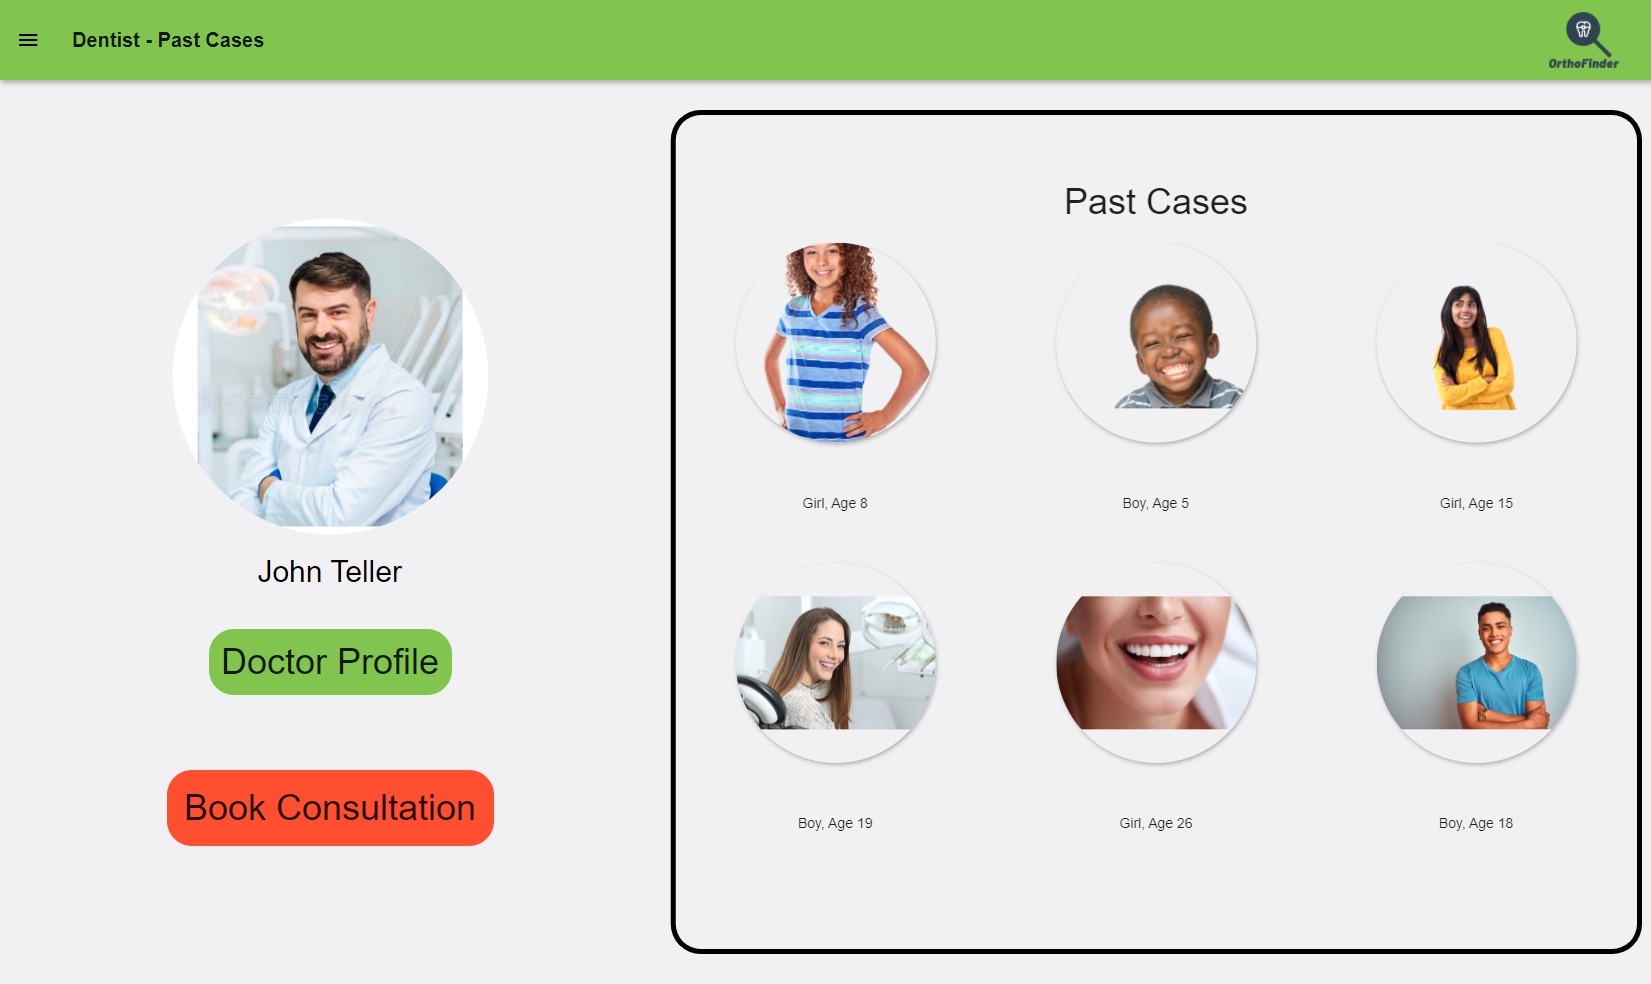 Dentist - Past Cases
OrthoFinder
Past Cases
Girl, Age 8
Boy, Age 5
Girl, Age 15
John Teller
Doctor Profile
Book Consultation
Boy, Age 19
Girl, Age 26
Boy, Age 18